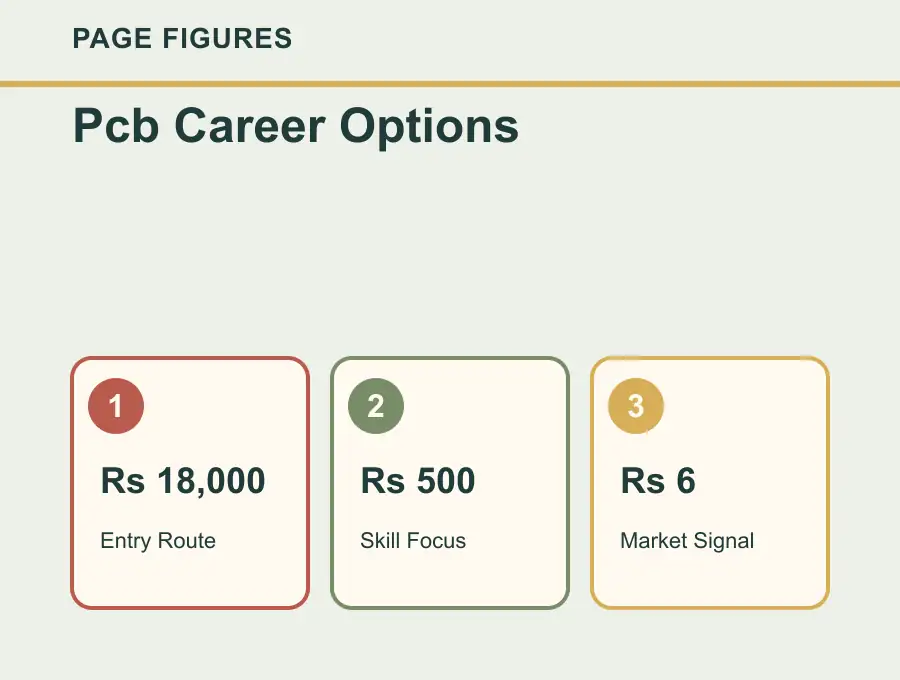 PAGE FIGURES
Pcb Career Options
1
Rs 18,000
Entry Route
2
Rs 500
Skill Focus
3
Rs 6
Market Signal